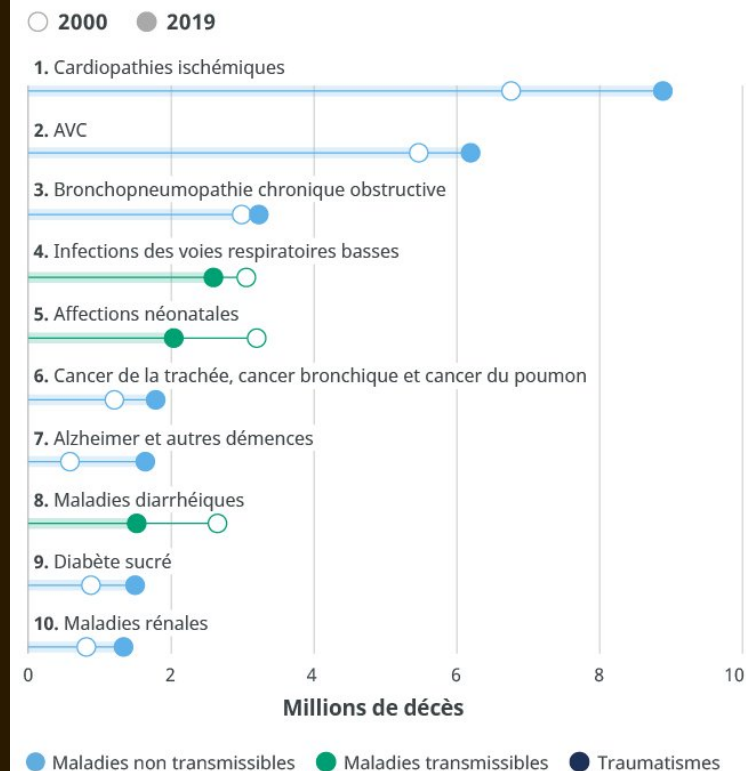 2000 2019
1. Cardiopathies ischémiques
2. AVC
3. Bronchopneumopathie chronique obstructive
4. Infections des voies respiratoires basses
5. Affections néonatales
6. Cancer de la trachée, cancer bronchique et cancer du poumon
7. Alzheimer et autres démences
8. Maladies diarrhéiques
9. Diabète sucré
10. Maladies rénales
0 2 4 6 8 10
Millions de décès
Maladies non transmissibles Maladies transmissibles Traumatismes